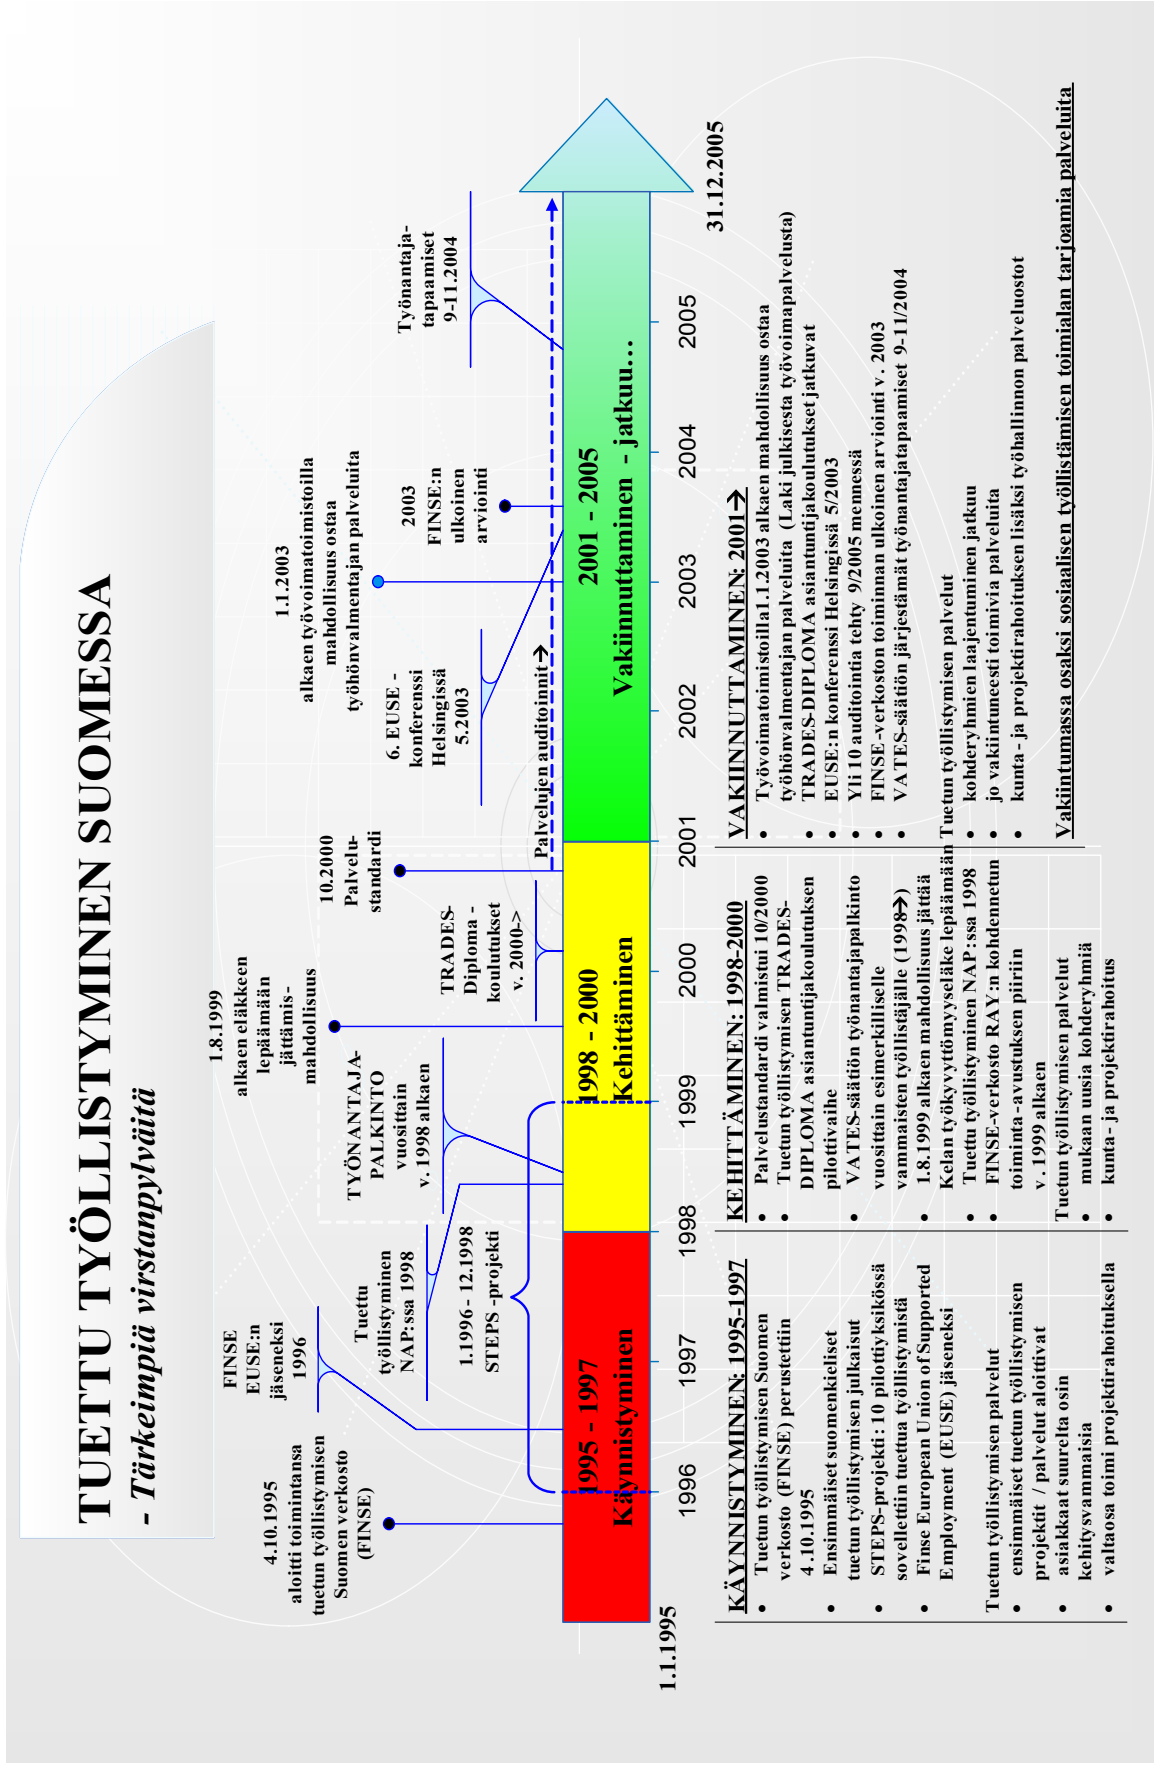 TUETTU TYÖLLISTYMINEN SUOMESSA
- Tärkeimpiä virstanpylväitä
4.10.1995
aloitti toimintansa
tuetun työllistymisen
Suomen verkosto
(FINSE)
FINSE
EUSE:n
jäseneksi
1996
Tuettu
työllistyminen
NAP:ssa 1998
1.1996 - 12.1998
STEPS -projekti
TYÖNANTAJA-
PALKINTO
vuosittain
v. 1998 alkaen
1.8.1999
alkaen eläkkeen
lepäämään
jättämis-
mahdollisuus
TRADES-
Diploma -
koulutukset
v. 2000->
10.2000
Palvelu-
standardi
Palvelujen auditoinnit→
6. EUSE -
konferenssi
Helsingissä
5.2003
1.1.2003
alkaen työvoimatoimistoilla
mahdollisuus ostaa
työhönvalmentajan palveluita
2003
FINSE:n
ulkoinen
arviointi
Työnantaja-
tapaamiset
9-11.2004
1995 - 1997
Käynnistyminen
1998 - 2000
Kehittäminen
2001 - 2005
Vakiinnuttaminen - jatkuu...
1.1.1995
1996
1997
1998
1999
2000
2001
2002
2003
2004
2005
31.12.2005
KÄYNNISTYMINEN: 1995-1997
• Tuetun työllistymisen Suomen
verkosto (FINSE) perustettiin
4.10.1995
• Ensimmäiset suomenkieliset
tuetun työllistymisen julkaisut
• STEPS-projekti: 10 pilottiyksikössä
sovellettiin tuettua työllistymistä
• Finse European Union of Supported
Employment (EUSE) jäseneksi
Tuetun työllistymisen palvelut
• ensimmäiset tuetun työllistymisen
projektit / palvelut aloittivat
• asiakkat suurelta osin
kehitysvammaisia
• valtaosa toimi projektirahoituksella
KEHITTÄMINEN: 1998-2000
• Palvelustandardi valmistui 10/2000
• Tuetun työllistymisen TRADES-
DIPLOMA asiantuntijakoulutuksen
pilottivaihe
• VATES-säätiön työnantajapalkinto
vuosittain esimerkilliselle
vammaisten työllistäjälle (1998→)
• 1.8.1999 alkaen mahdollisuus jättää
Kelan työkyvyttömyyseläke lepäämään
• Tuettu työllistyminen NAP:ssa 1998
• FINSE-verkosto RAY:n kohdennetun
toiminta-avustuksen piiriin
v. 1999 alkaen
Tuetun työllistymisen palvelut
• mukaan uusia kohderyhmiä
• kunta- ja projektirahoitus
VAKIINNUTTAMINEN: 2001→
• Työvoimatoimistoilla1.1.2003 alkaen mahdollisuus ostaa
työhönvalmentajan palveluita (Laki julkisesta työvoimapalvelusta)
• TRADES-DIPLOMA asiantuntijakoulutukset jatkuvat
• EUSE:n konferenssi Helsingissä 5/2003
• Yli 10 auditointia tehty 9/2005 mennessä
• FINSE-verkoston toiminnan ulkoinen arviointi v. 2003
• VATES-säätiön järjestämät työnantajatapaamiset 9-11/2004
Tuetun työllistymisen palvelut
• kohderyhmien laajentuminen jatkuu
• jo vakiintuneesti toimivia palveluita
• kunta- ja projektirahoituksen lisäksi työhallinnon palveluostot
Vakiintumassa osaksi sosiaalisen työllistämisen toimialan tarjoamia palveluita